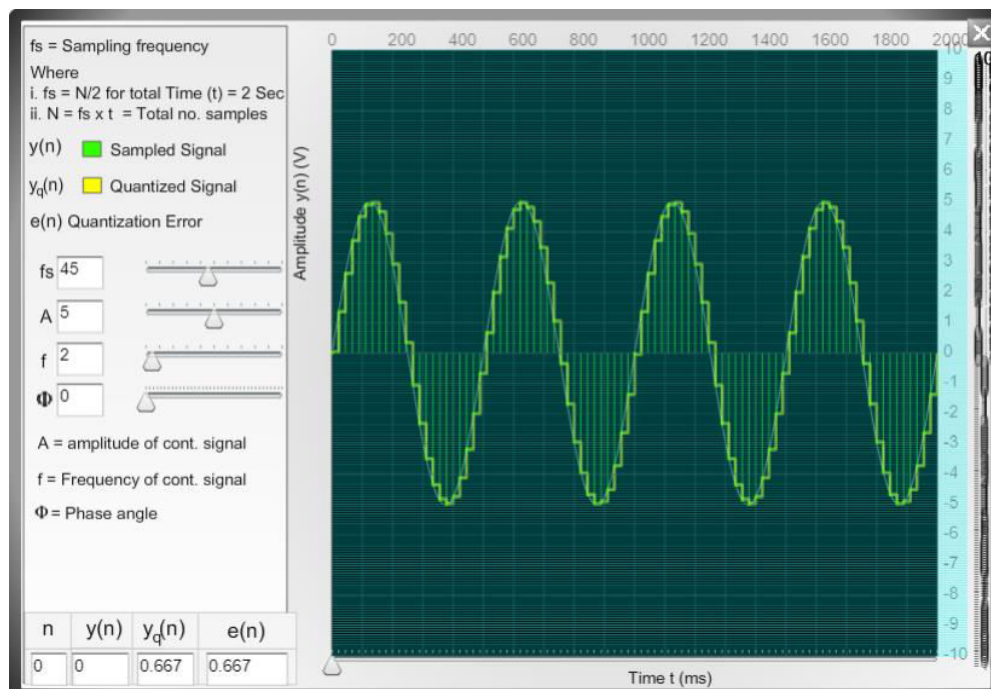 fs = Sampling frequency
Where
i. fs = N/2 for total Time (t) = 2 Sec
ii. N = fs x t = Total no. samples
y(n) Sampled Signal
yq(n) Quantized Signal
e(n) Quantization Error
fs 45
A 5
f 2
Φ 0
A = amplitude of cont. signal
f = Frequency of cont. signal
Φ = Phase angle
n y(n) yq(n) e(n)
0 0 0.667 0.667
0 200 400 600 800 1000 1200 1400 1600 1800 2000
Amplitude y(n) (V)
10
9
8
7
6
5
4
3
2
1
0
-1
-2
-3
-4
-5
-6
-7
-8
-9
-10
Time t (ms)